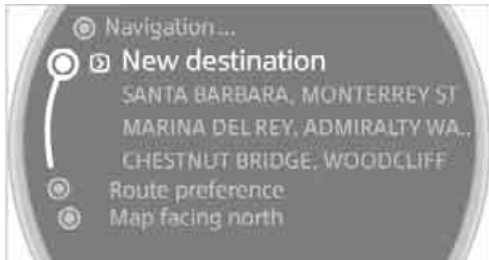 Navigation...
New destination
SANTA BARBARA, MONTERREY ST
MARINA DEL REY, ADMIRALTY WA..
CHESTNUT BRIDGE, WOODCLIFF
Route preference
Map facing north